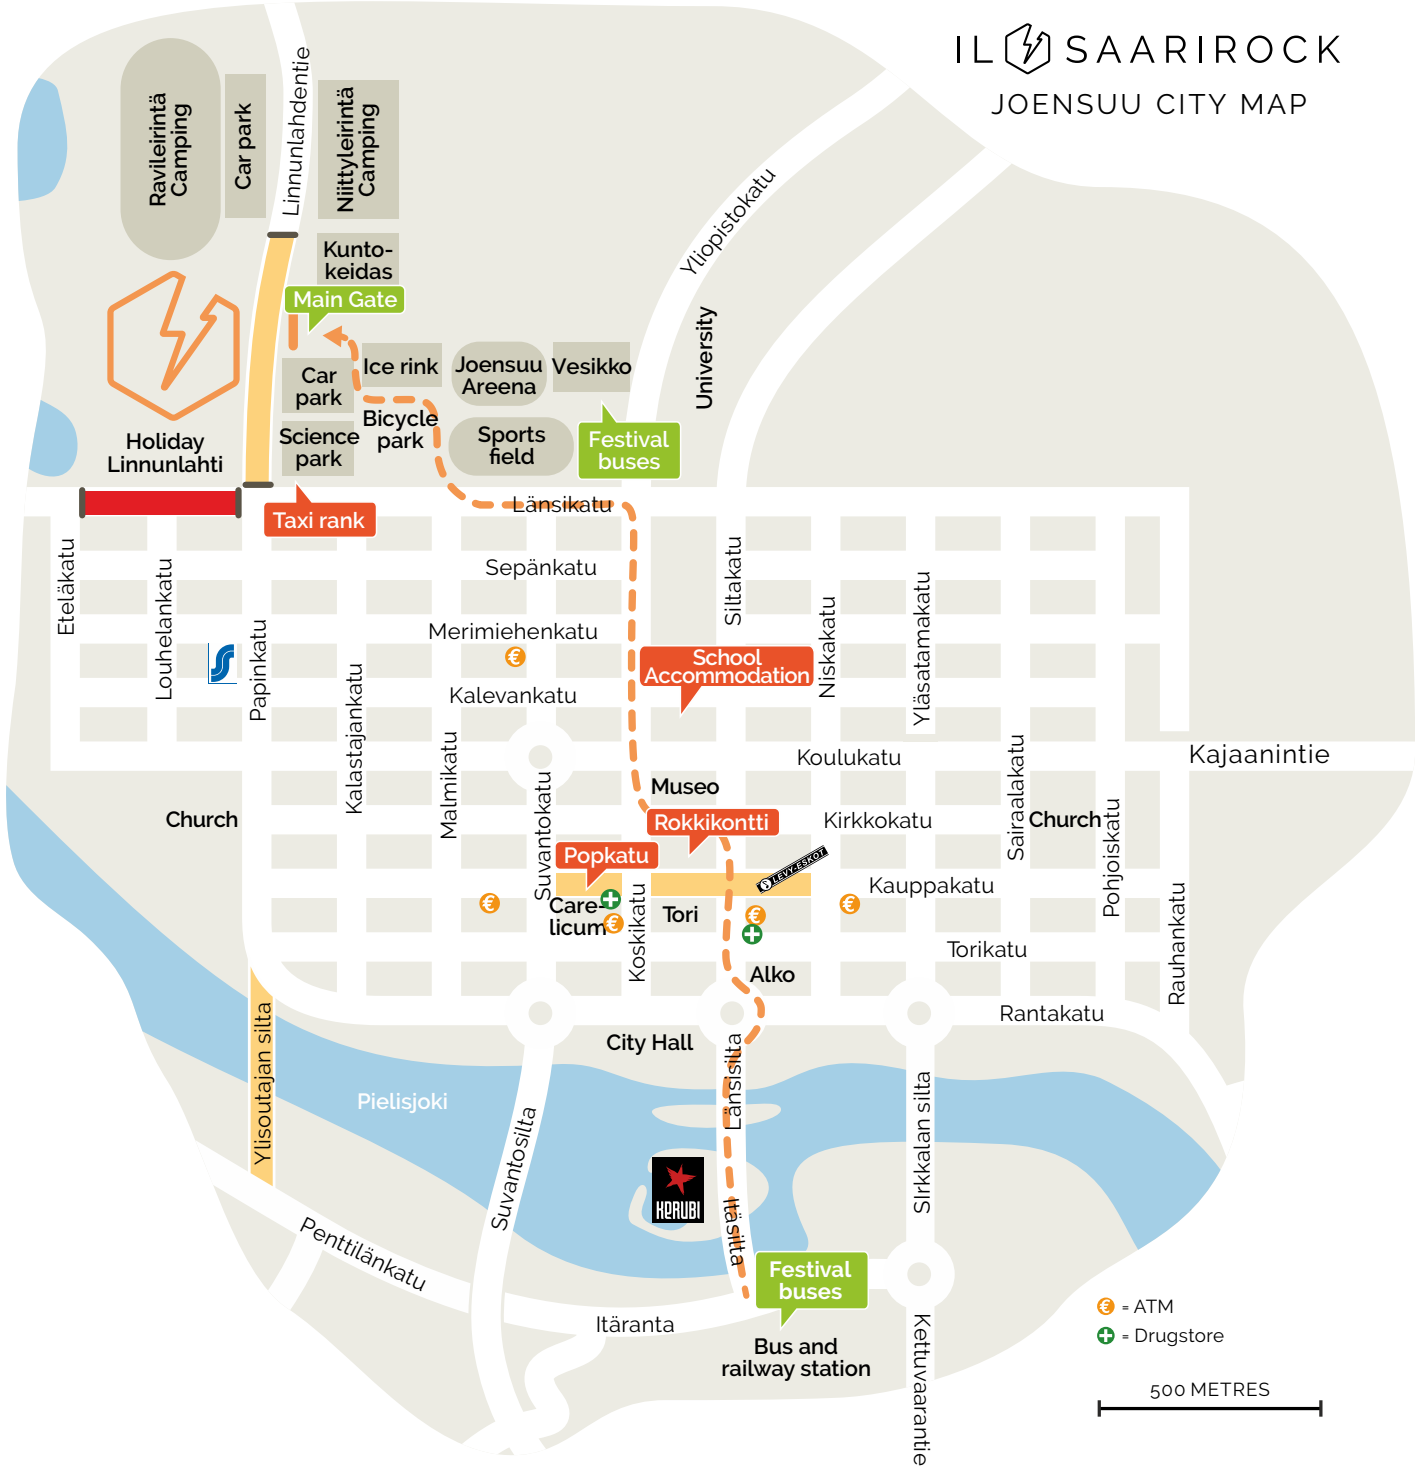 IL SAARIROCK
JOENSUU CITY MAP
Linnunlahdentie
Ravileirintä
Camping
Car park
Niittyleirintä
Camping
Kunto-
keidas
Main Gate
Yliopistokatu
University
Car
park
Ice rink
Joensuu
Areena
Vesikko
Bicycle
park
Science
park
Sports
field
Festival
buses
Holiday
Linnunlahti
Taxi rank
Länsikatu
Sepänkatu
Merimiehenkatu
€
Kalevankatu
Eteläkatu
Louhelankatu
Papinkatu
Kalastajankatu
Malmikatu
Suvantokatu
Siltakatu
Niskakatu
Yläsatamakatu
School
Accommodation
Koulukatu
Kajaanintie
Museo
Sairaalakatu
Pohjoiskatu
Rauhankatu
Church
Rokkikontti
Kirkkokatu
Church
Popkatu
LEVY-ESKOT
Kauppakatu
€
Care-
licum
€
Koskikatu
Tori
€
€
Torikatu
Alko
Rantakatu
City Hall
Ylisoutajan silta
Pielisjoki
Suvantosilta
Länsisilta
SIrkkalan silta
KERUBI
Itäsilta
Penttilänkatu
Festival
buses
Itäranta
Bus and
railway station
Kettuvaarantie
€ = ATM
= Drugstore
500 METRES